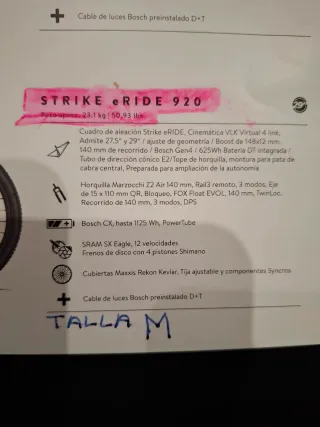 Cable de luces Bosch preinstalado D+T
STRIKE eRIDE 920
Peso aprox. 23,1 kg | 50,93 lbs
29"
Cuadro de aleación Strike eRIDE, Cinemática VLK Virtual 4 link,
Admite 27.5" y 29" / ajuste de geometría / Boost de 148x12 mm,
140 mm de recorrido / Bosch Gen4 / 625Wh Batería DT integrada /
Tubo de dirección cónico E2/Tope de horquilla, montura para pata de
cabra central, Preparada para ampliación de la autonomía
Horquilla Marzocchi Z2 Air 140 mm, Rail3 remoto, 3 modos, Eje
de 15 x 110 mm QR, Bloqueo, FOX Float EVOL, 140 mm, TwinLoc,
Recorrido de 140 mm, 3 modos, DPS
Bosch CX, hasta 1125 Wh, PowerTube
SRAM SX Eagle, 12 velocidades
Frenos de disco con 4 pistones Shimano
Cubiertas Maxxis Rekon Kevlar, Tija ajustable y componentes Syncros
Cable de luces Bosch preinstalado D+T
TALLA M